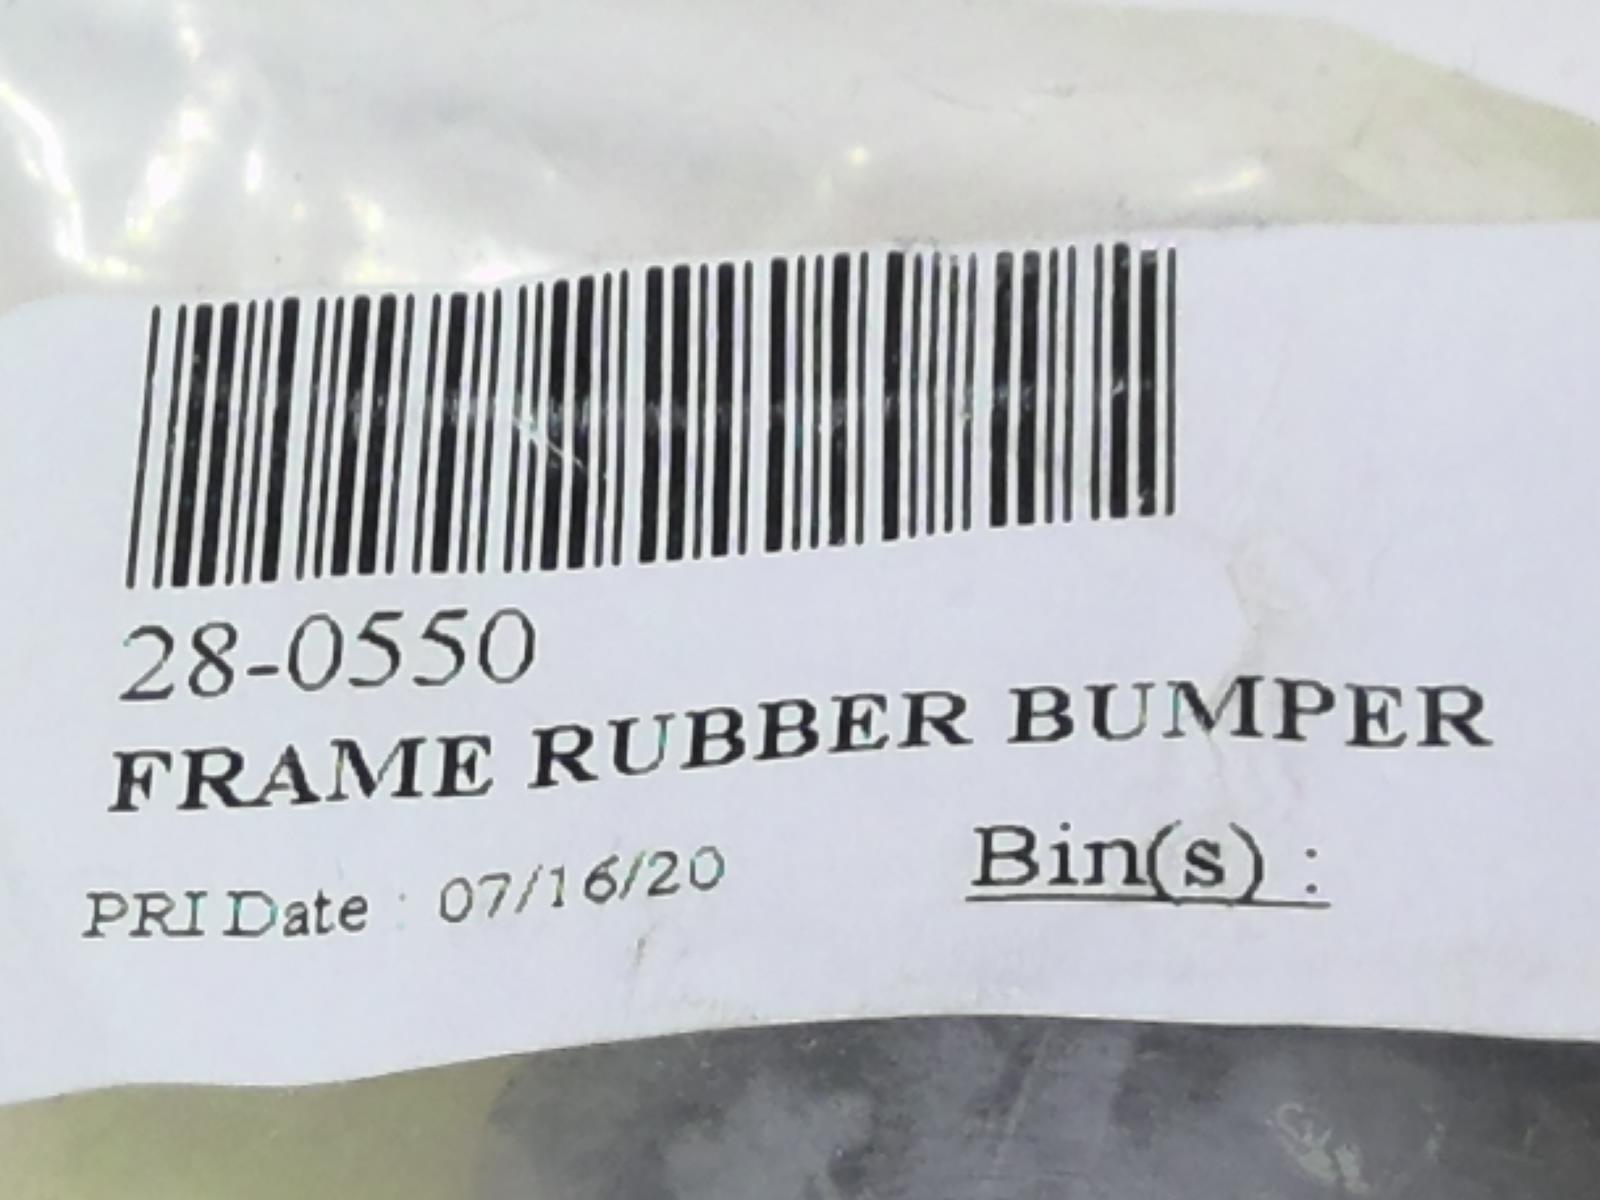 28-0550
FRAME RUBBER BUMPER
PRI Date : 07/16/20
Bin(s) :